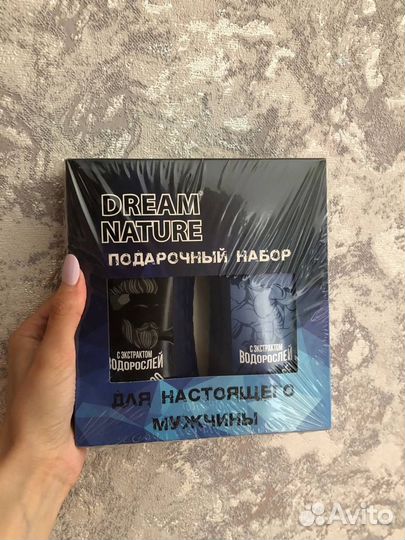 DREAM
NATURE®
ПОДАРОЧНЫЙ НАБОР
С ЭКСТРАКТОМ
ВОДОРОСЛЕЙ
С ЭКСТРАКТОМ
ВОДОРОСЛЕЙ
ДЛЯ НАСТОЯЩЕГО
МУЖЧИНЫ
Avito